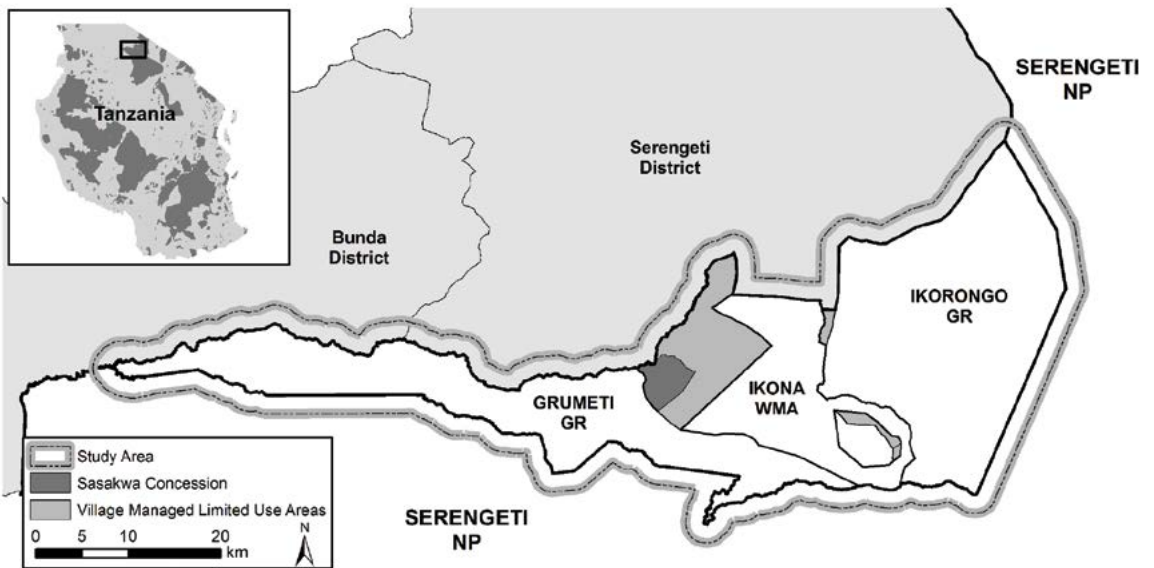 Tanzania
SERENGETI
NP
Serengeti
District
Bunda
District
IKORONGO
GR
IKONA
WMA
GRUMETI
GR
Study Area
Sasakwa Concession
Village Managed Limited Use Areas
0 5 10 20
km
N
SERENGETI
NP